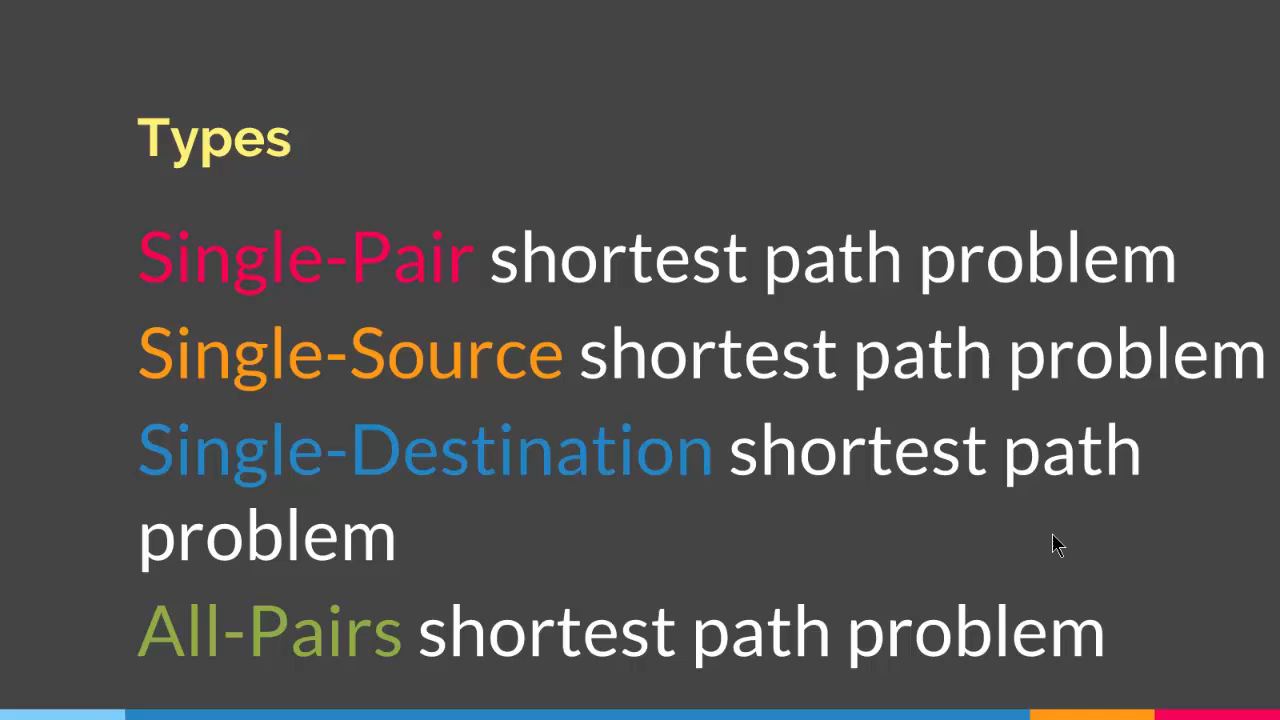 Types
Single-Pair shortest path problem
Single-Source shortest path problem
Single-Destination shortest path
problem
All-Pairs shortest path problem